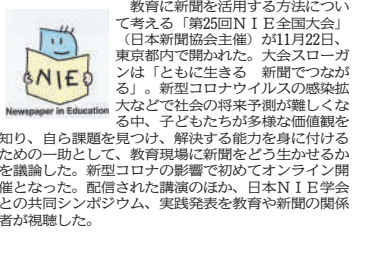 教育に新聞を活用する方法につい
て考える「第25回ＮＩＥ全国大会」
（日本新聞協会主催）が11月22日、
東京都内で開かれた。大会スローガ
ンは「ともに生きる　新聞でつなが
る」。新型コロナウイルスの感染拡
大などで社会の将来予測が難しくな
る中、子どもたちが多様な価値観を
知り、自ら課題を見つけ、解決する能力を身に付ける
ための一助として、教育現場に新聞をどう生かせるか
を議論した。新型コロナの影響で初めてオンライン開
催となった。配信された講演のほか、日本ＮＩＥ学会
との共同シンポジウム、実践発表を教育や新聞の関係
者が視聴した。
NIE
Newspaper in Education